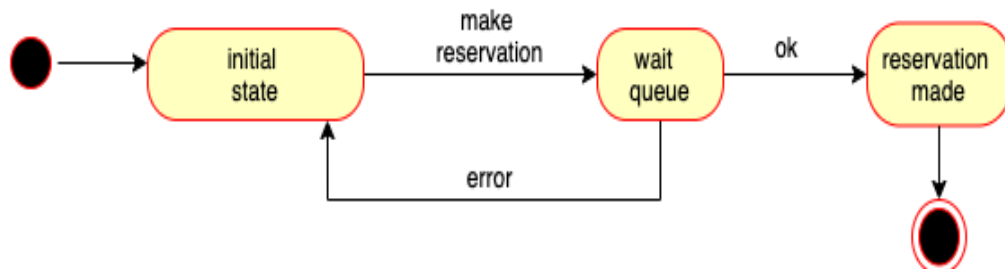 initial
state
make
reservation
wait
queue
ok
reservation
made
error